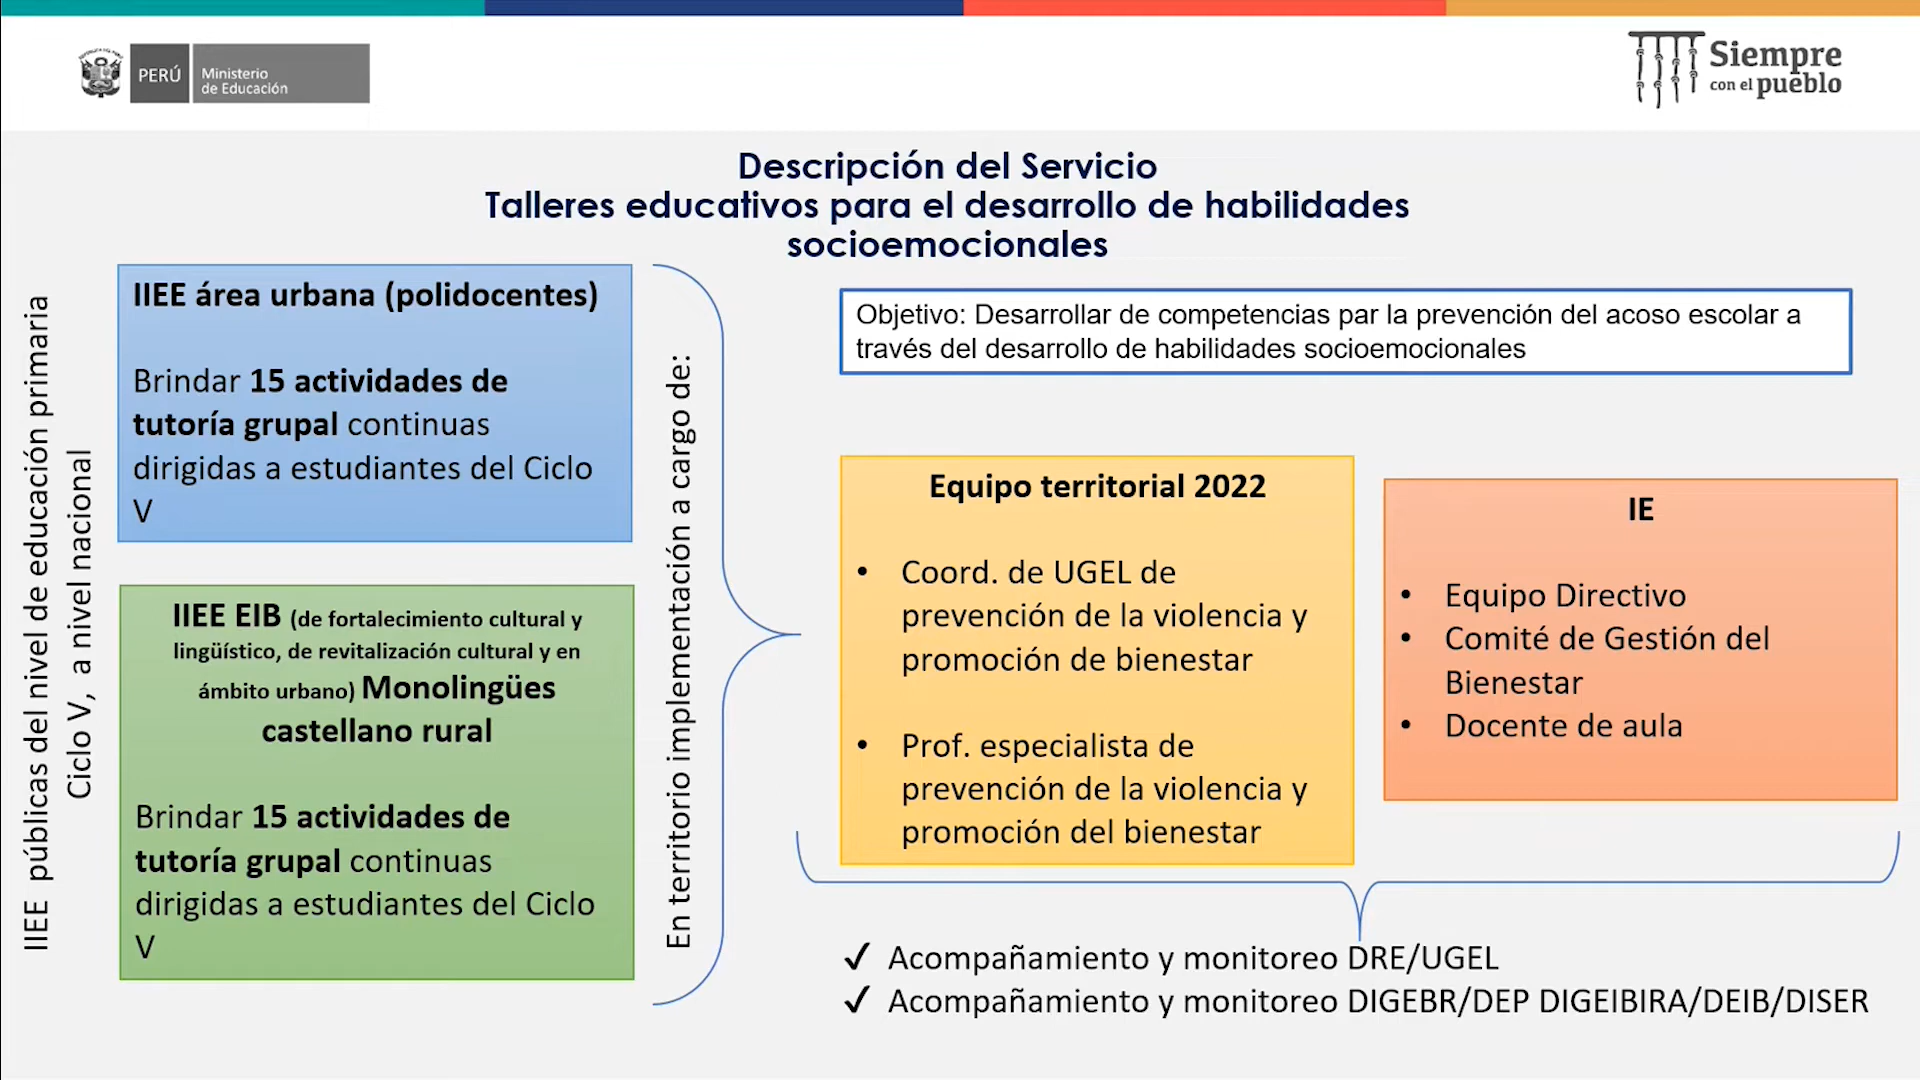 PERÚ
Ministerio
de Educación
Siempre
con el pueblo
Descripción del Servicio
Talleres educativos para el desarrollo de habilidades
socioemocionales
IIEE públicas del nivel de educación primaria
Ciclo V, a nivel nacional
IIEE área urbana (polidocentes)
Brindar 15 actividades de
tutoría grupal continuas
dirigidas a estudiantes del Ciclo
V
IIEE EIB (de fortalecimiento cultural y
lingüístico, de revitalización cultural y en
ámbito urbano) Monolingües
castellano rural
Brindar 15 actividades de
tutoría grupal continuas
dirigidas a estudiantes del Ciclo
V
En territorio implementación a cargo de:
Objetivo: Desarrollar de competencias par la prevención del acoso escolar a
través del desarrollo de habilidades socioemocionales
Equipo territorial 2022
• Coord. de UGEL de
prevención de la violencia y
promoción de bienestar
• Prof. especialista de
prevención de la violencia y
promoción del bienestar
IE
• Equipo Directivo
• Comité de Gestión del
Bienestar
• Docente de aula
✓ Acompañamiento y monitoreo DRE/UGEL
✓ Acompañamiento y monitoreo DIGEBR/DEP DIGEIBIRA/DEIB/DISER